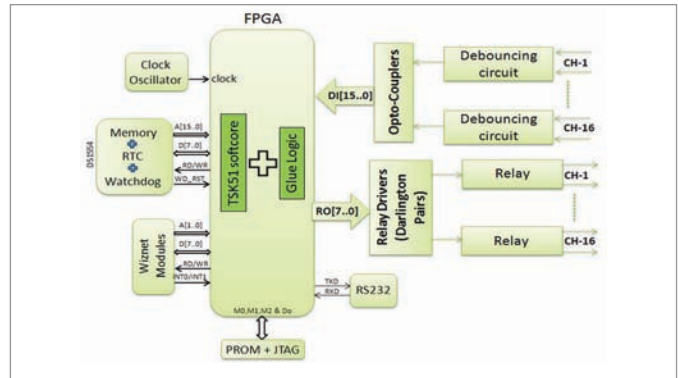 FPGA
Clock
Oscillator
clock
DS1554
Memory
RTC
Watchdog
A[15..0]
D[7..0]
RD/WR
WD_RST
TSK51 softcore
Glue Logic
Wiznet
Modules
A[1..0]
D[7..0]
RD/WR
INT0/INT1
M0,M1,M2 & Do
PROM + JTAG
TXD
RXD
RS232
DI[15..0]
Opto-Couplers
Debouncing
circuit
CH-1
Debouncing
circuit
CH-16
RO[7..0]
Relay Drivers
(Darlington
Pairs)
Relay
CH-1
Relay
CH-16